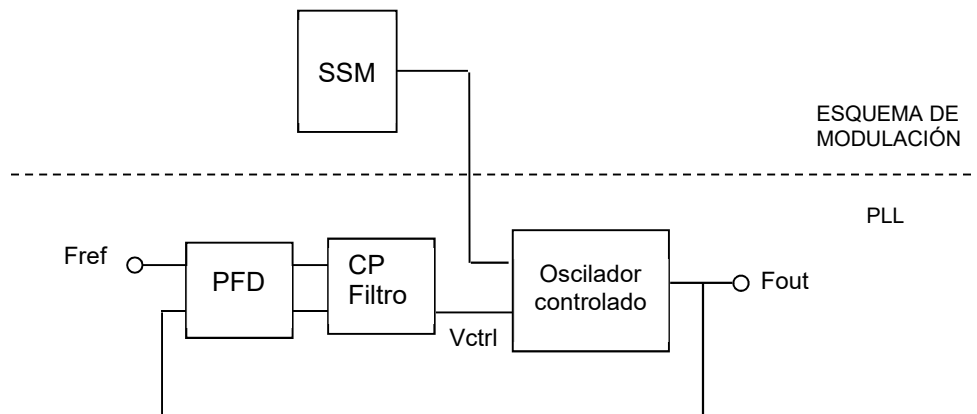 SSM
ESQUEMA DE
MODULACIÓN
PLL
Fref
PFD
CP
Filtro
Vctrl
Oscilador
controlado
Fout